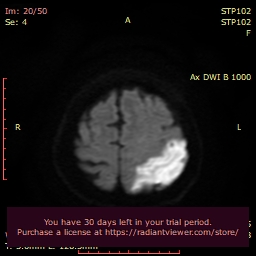 Im: 20/50
Se: 4
A
STP102
STP102
F
Ax DWI B 1000
R
L
You have 30 days left in your trial period.
Purchase a license at https://radiantviewer.com/store/